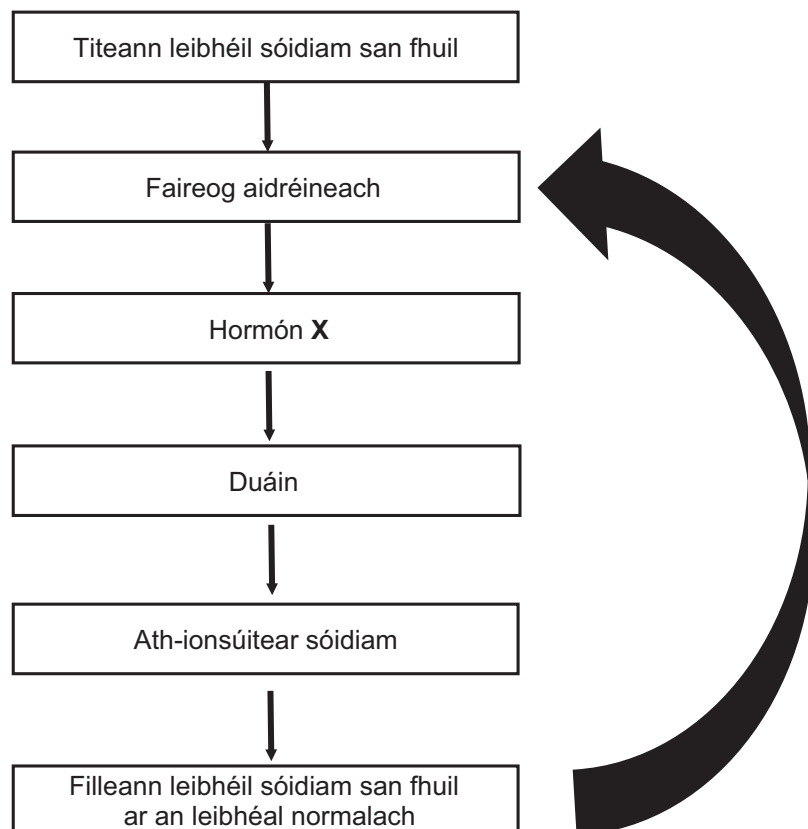 Titeann leibhéil sóidiam san fhuil
Faireog aidréineach
Hormón X
Duáin
Ath-ionsúitear sóidiam
Filleann leibhéil sóidiam san fhuil
ar an leibhéal normalach